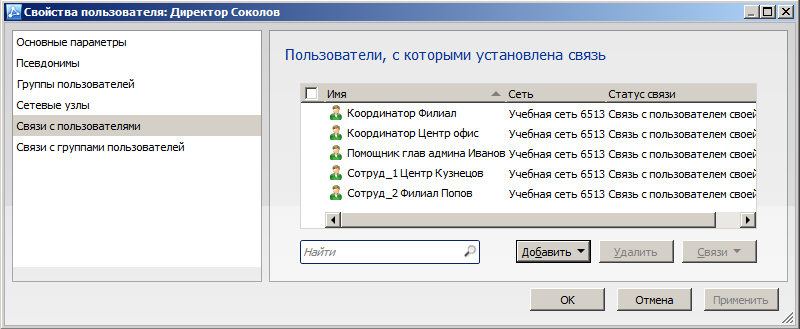 Свойства пользователя: Директор Соколов
Основные параметры
Псевдонимы
Группы пользователей
Сетевые узлы
Связи с пользователями
Связи с группами пользователей
Пользователи, с которыми установлена связь
Имя Сеть Статус связи
Координатор Филиал Учебная сеть 6513 Связь с пользователем своей
Координатор Центр офис Учебная сеть 6513 Связь с пользователем своей
Помощник глав админа Иванов Учебная сеть 6513 Связь с пользователем своей
Сотруд_1 Центр Кузнецов Учебная сеть 6513 Связь с пользователем своей
Сотруд_2 Филиал Попов Учебная сеть 6513 Связь с пользователем своей
Найти Добавить Удалить Связи
OK Отмена Применить